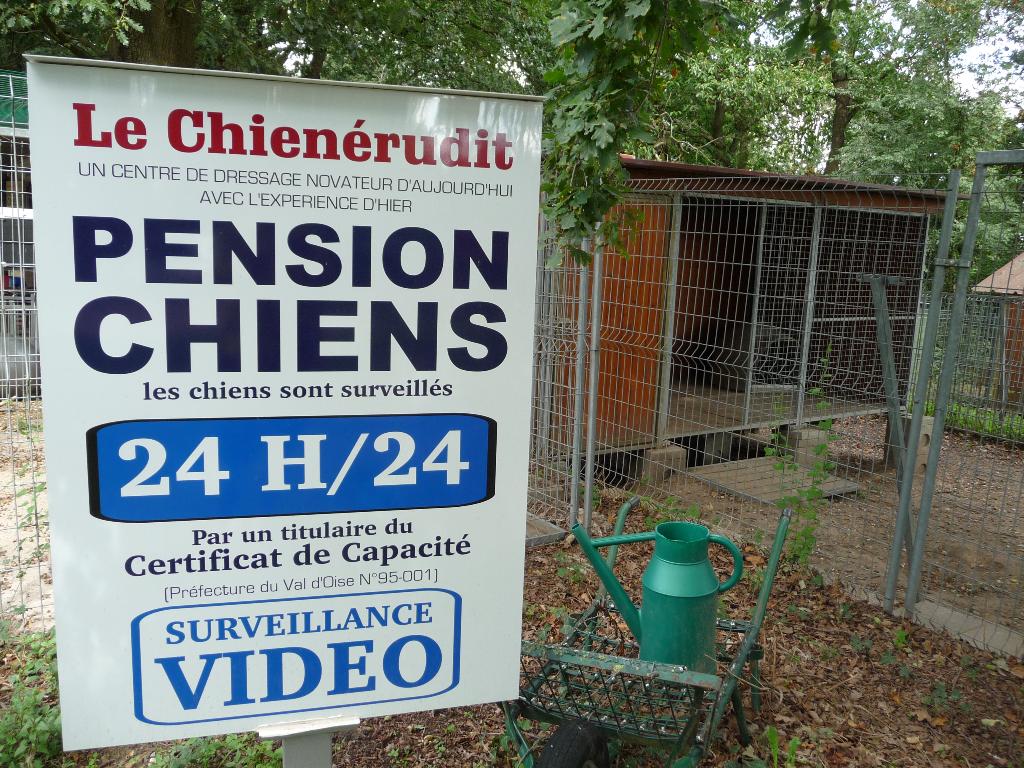 Le Chienérudit
UN CENTRE DE DRESSAGE NOVATEUR D'AUJOURD'HUI
AVEC L'EXPERIENCE D'HIER
PENSION
CHIENS
les chiens sont surveillés
24 H/24
Par un titulaire du
Certificat de Capacité
(Préfecture du Val d'Oise N°95-001)
SURVEILLANCE
VIDEO